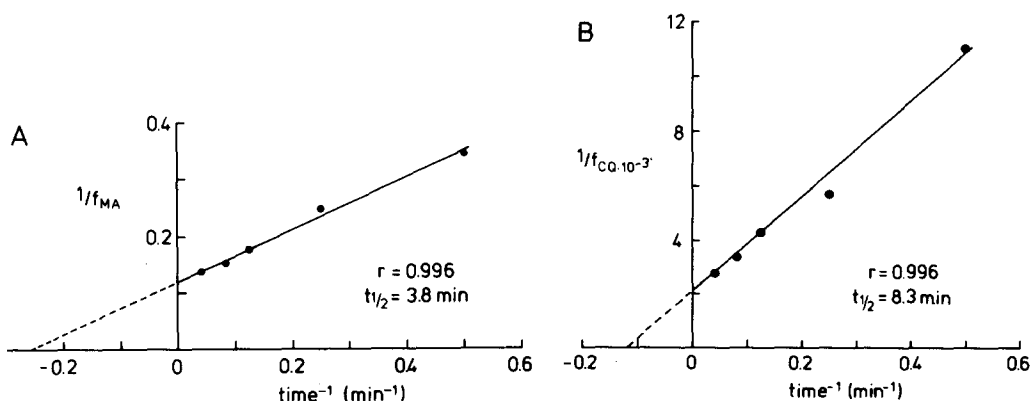 A
0.4
1/fMA
0.2
r = 0.996
t1/2 = 3.8 min
-0.2 0 0.2 0.4 0.6
time⁻¹ (min⁻¹)
B
12
1/fCQ·10⁻³
8
4
r = 0.996
t1/2 = 8.3 min
-0.2 0 0.2 0.4 0.6
time⁻¹ (min⁻¹)